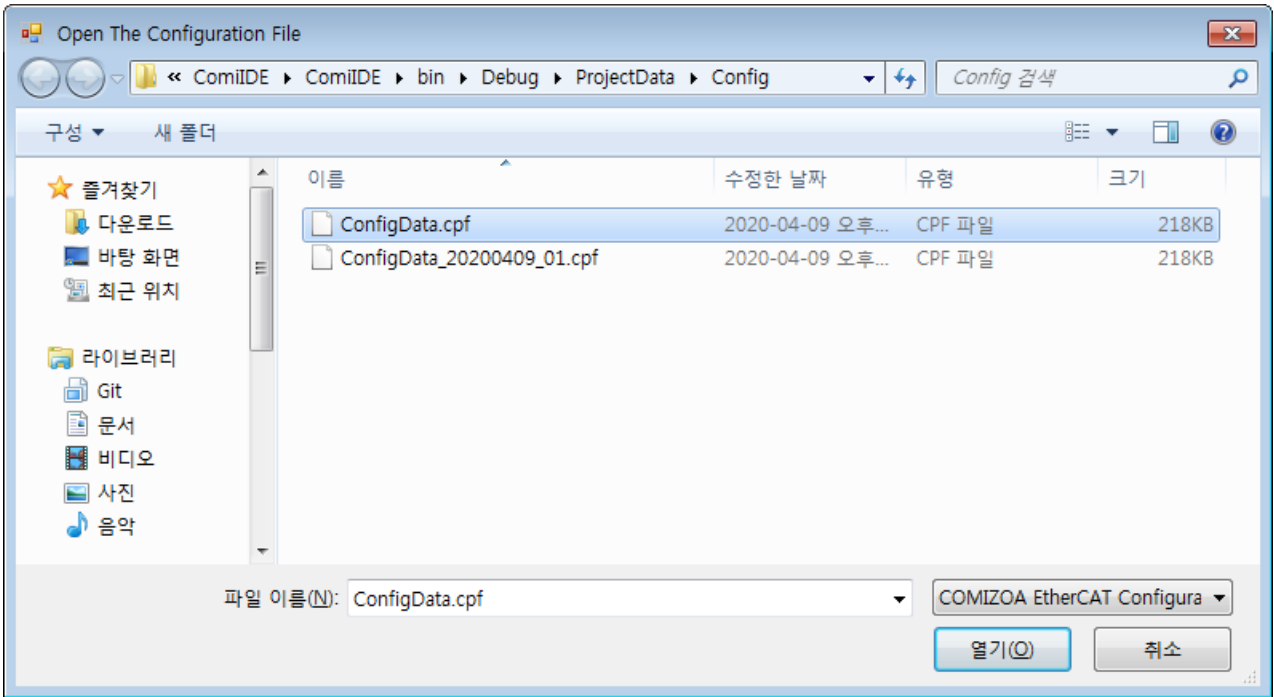 Open The Configuration File
« ComiIDE ▸ ComiIDE ▸ bin ▸ Debug ▸ ProjectData ▸ Config
Config 검색
구성 ▼ 새 폴더
이름 수정한 날짜 유형 크기
ConfigData.cpf 2020-04-09 오후... CPF 파일 218KB
ConfigData_20200409_01.cpf 2020-04-09 오후... CPF 파일 218KB
즐겨찾기
다운로드
바탕 화면
최근 위치
라이브러리
Git
문서
비디오
사진
음악
파일 이름(N): ConfigData.cpf
COMIZOA EtherCAT Configura
열기(O) 취소